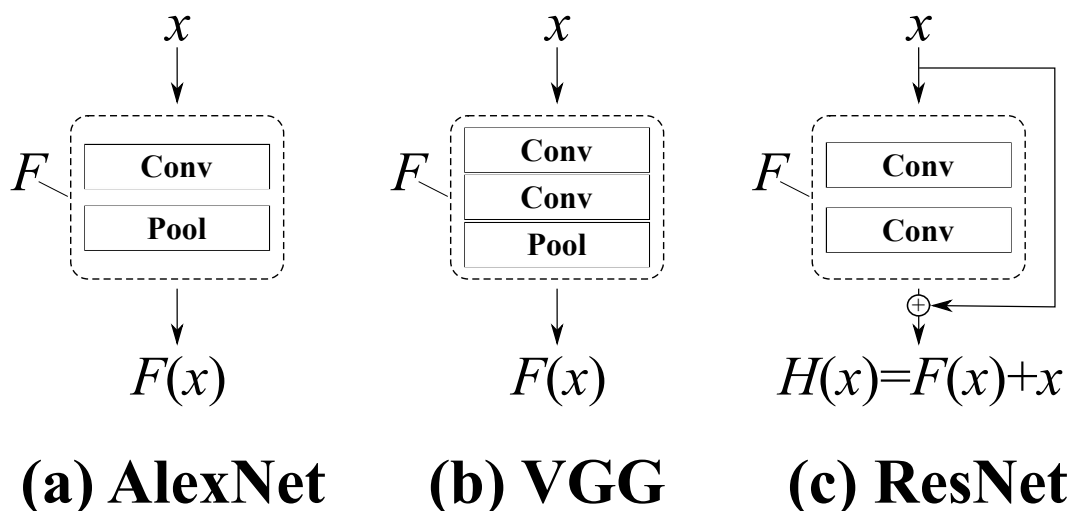 x
F
Conv
Pool
F(x)
(a) AlexNet
x
F
Conv
Conv
Pool
F(x)
(b) VGG
x
F
Conv
Conv
+
H(x)=F(x)+x
(c) ResNet